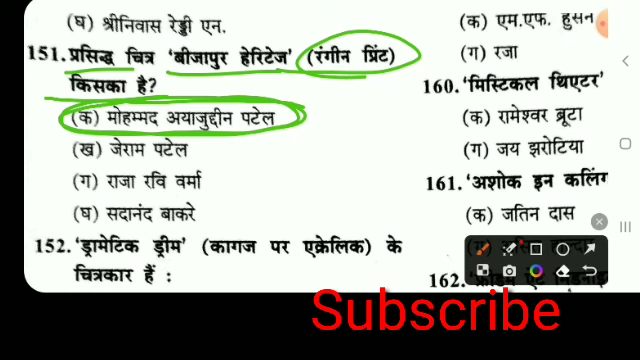 (घ) श्रीनिवास रेड्डी एन.
151. प्रसिद्ध चित्र 'बीजापुर हेरिटेज' (रंगीन प्रिंट)
किसका है?
(क) मोहम्मद अयाजुद्दीन पटेल
(ख) जेराम पटेल
(ग) राजा रवि वर्मा
(घ) सदानंद बाकरे
152. 'ड्रामेटिक ड्रीम' (कागज पर एक्रेलिक) के
चित्रकार हैं :
(क) एम.एफ. हुसैन
(ग) रजा
160. 'मिस्टिकल थिएटर'
(क) रामेश्वर ब्रूटा
(ग) जय झरोटिया
161. 'अशोक इन कलिंग
(क) जतिन दास
162.
Subscribe